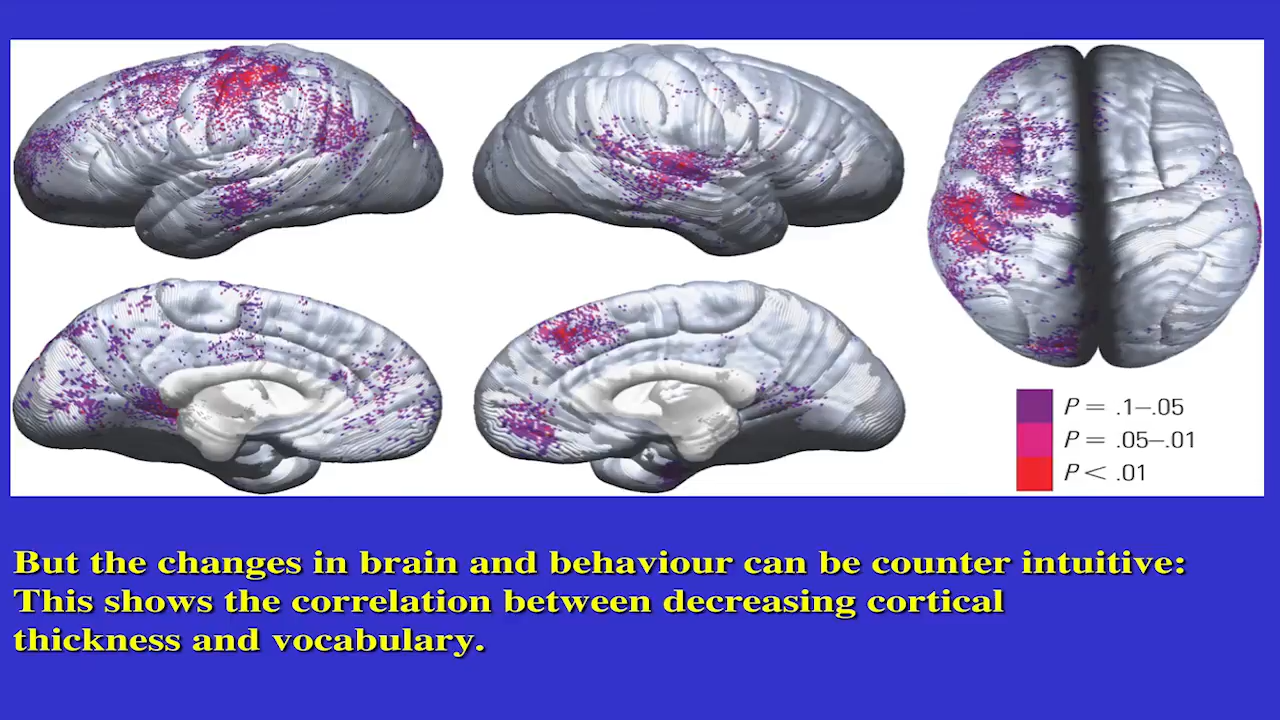 P = .1–.05
P = .05–.01
P < .01
But the changes in brain and behaviour can be counter intuitive:
This shows the correlation between decreasing cortical
thickness and vocabulary.